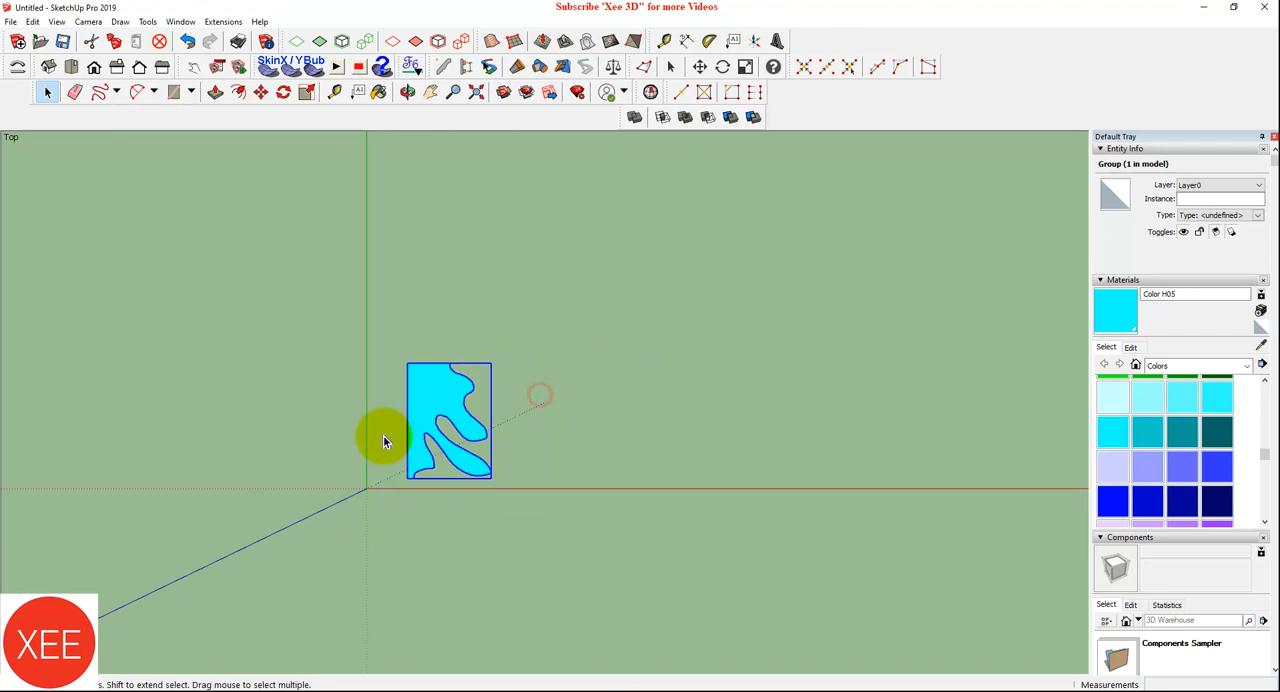 Untitled - SketchUp Pro 2019
Subscribe 'Xee 3D" for more Videos
File Edit View Camera Draw Tools Window Extensions Help
SkinX / YBub
Top
Default Tray
Entity Info
Group (1 in model)
Layer: Layer0
Instance:
Type: Type: <undefined>
Toggles:
Materials
Color H05
Select Edit
Colors
Components
Select Edit Statistics
3D Warehouse
Components Sampler
XEE
s. Shift to extend select. Drag mouse to select multiple.
Measurements